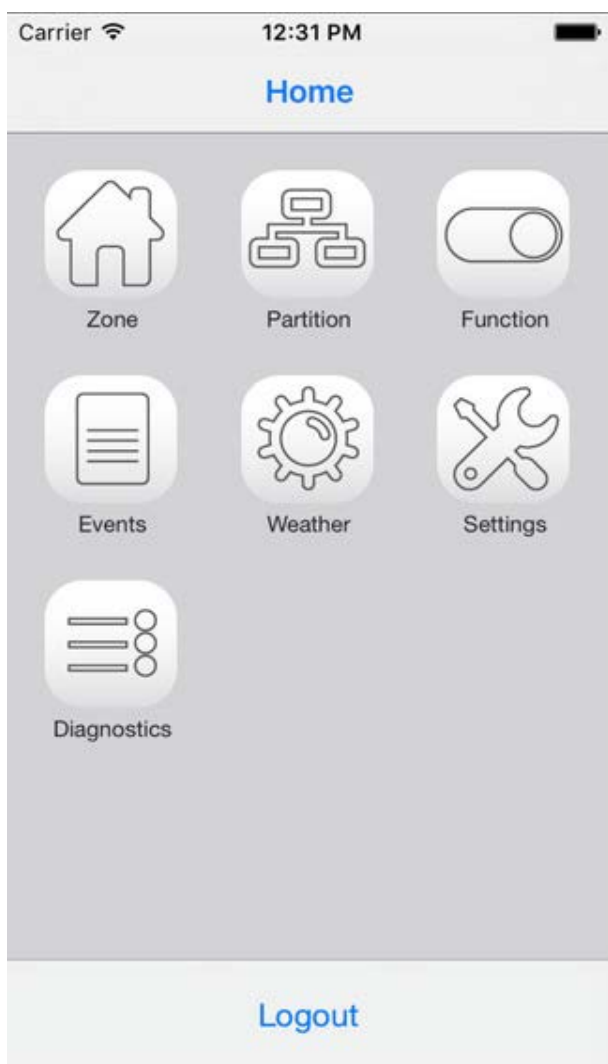 Carrier 12:31 PM
Home
Zone Partition Function
Events Weather Settings
Diagnostics
Logout